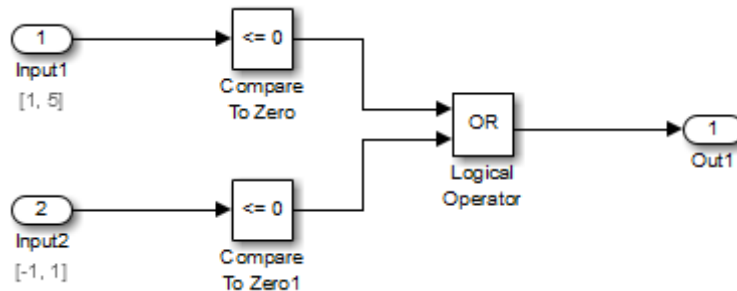 1
<= 0
Input1
[1, 5]
Compare
To Zero
OR
1
Out1
Logical
Operator
2
<= 0
Input2
[-1, 1]
Compare
To Zero1